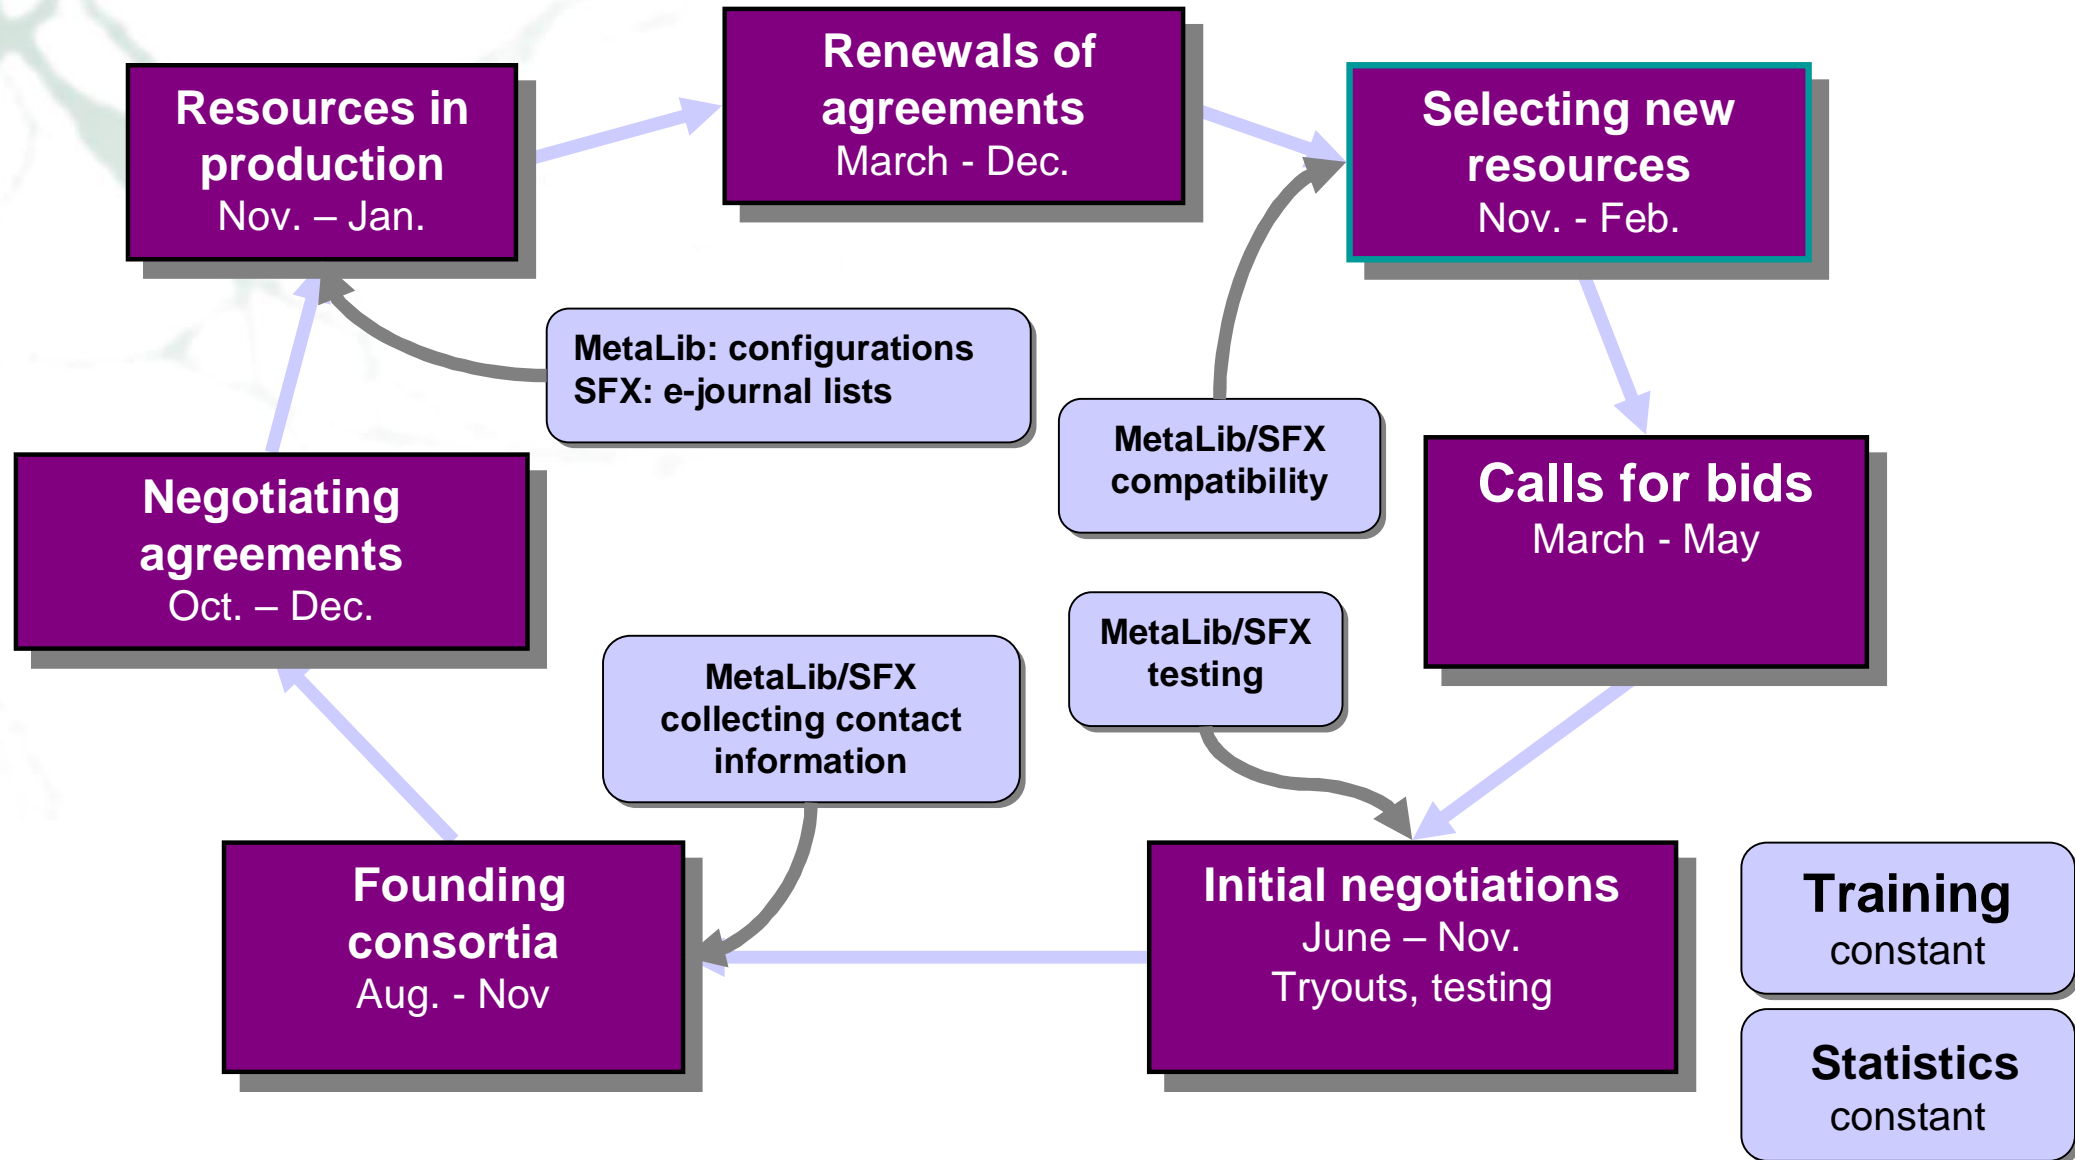 Renewals of
agreements
March - Dec.
Resources in
production
Nov. – Jan.
Selecting new
resources
Nov. - Feb.
MetaLib: configurations
SFX: e-journal lists
MetaLib/SFX
compatibility
Calls for bids
March - May
Negotiating
agreements
Oct. – Dec.
MetaLib/SFX
testing
MetaLib/SFX
collecting contact
information
Founding
consortia
Aug. - Nov
Initial negotiations
June – Nov.
Tryouts, testing
Training
constant
Statistics
constant